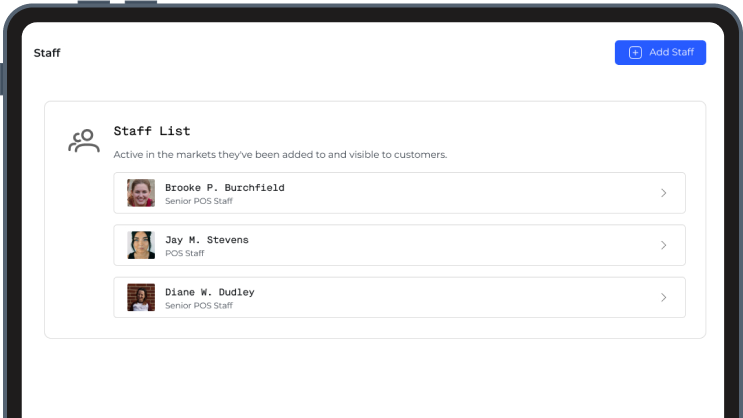 Staff
Add Staff
Staff List
Active in the markets they've been added to and visible to customers.
Brooke P. Burchfield
Senior POS Staff
Jay M. Stevens
POS Staff
Diane W. Dudley
Senior POS Staff